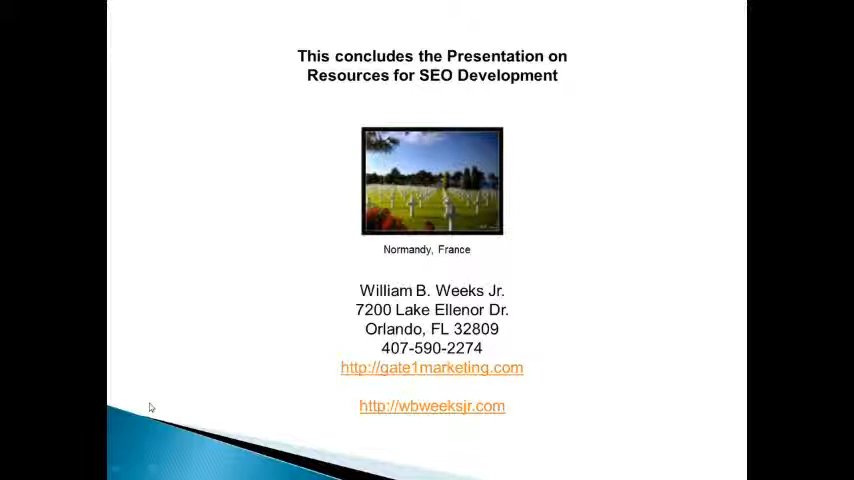 This concludes the Presentation on
Resources for SEO Development
Normandy, France
William B. Weeks Jr.
7200 Lake Ellenor Dr.
Orlando, FL 32809
407-590-2274
http://gate1marketing.com
http://wbweeksjr.com